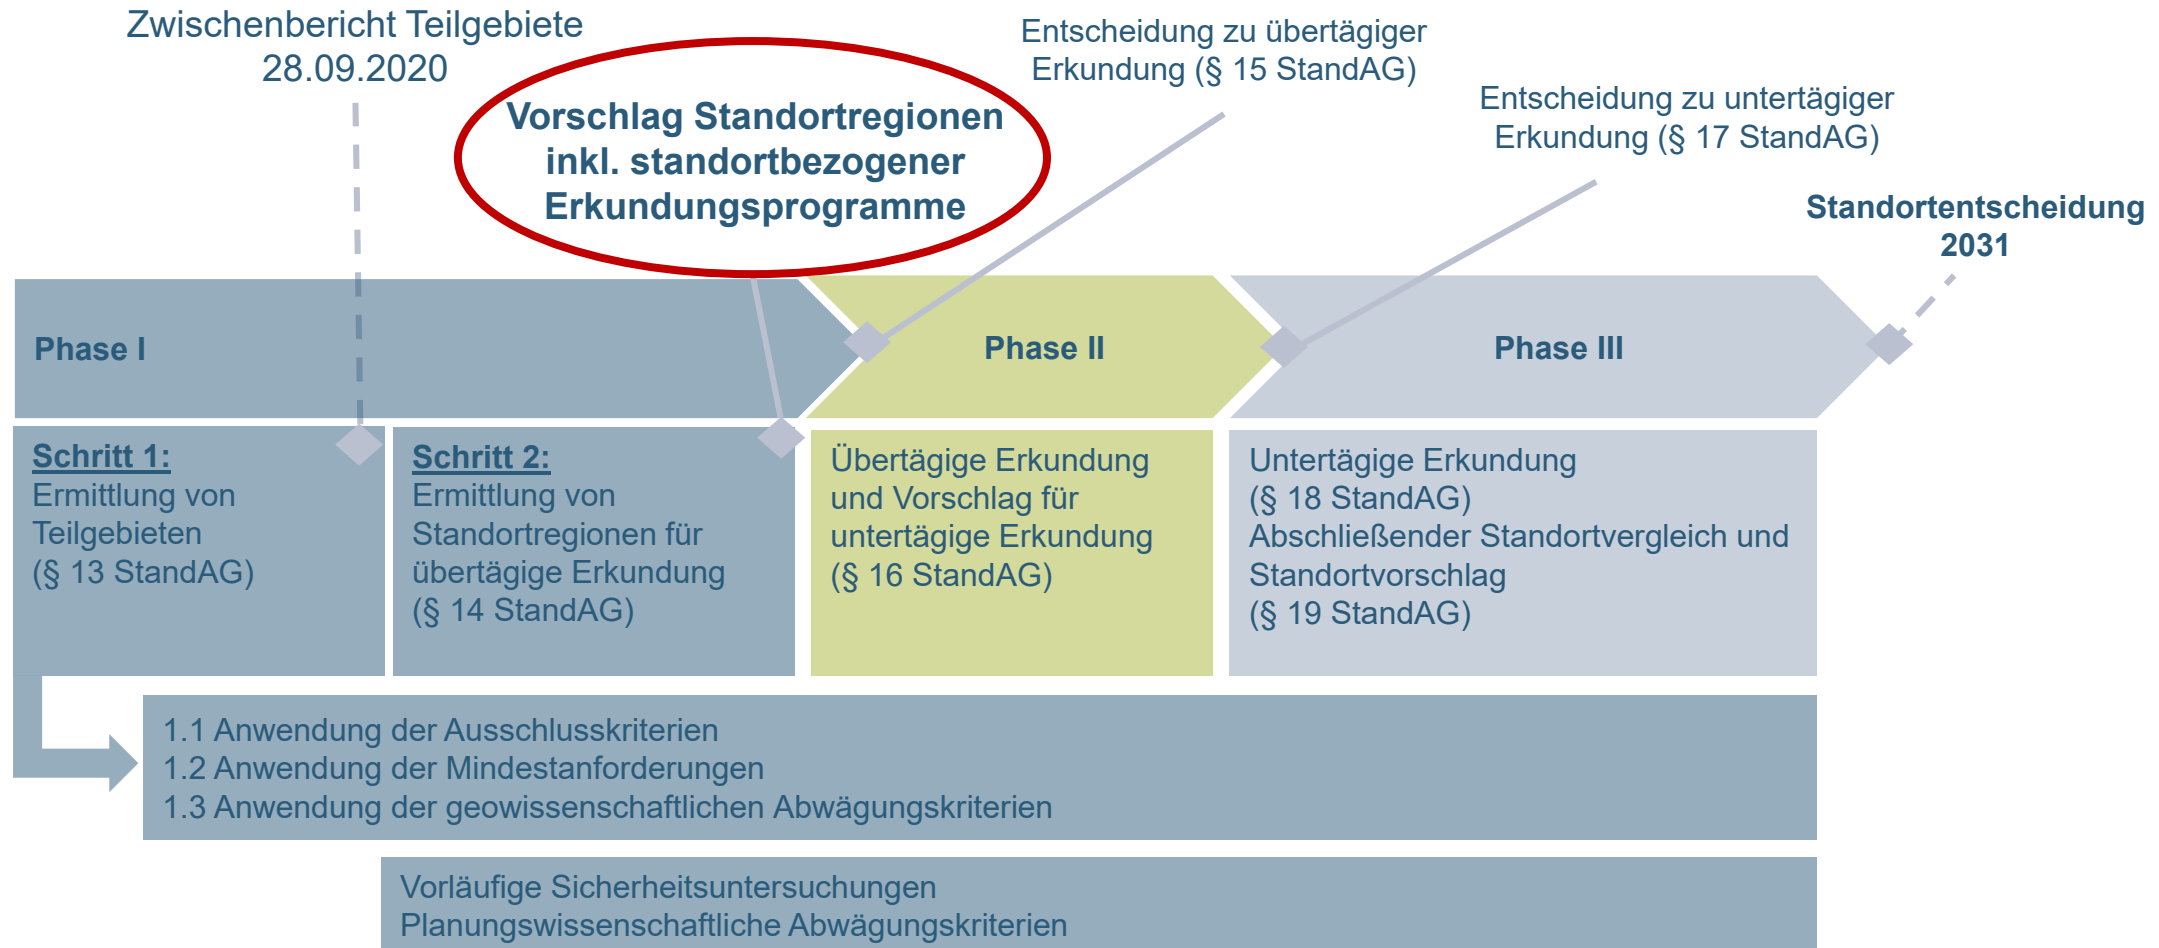 Zwischenbericht Teilgebiete
28.09.2020
Vorschlag Standortregionen
inkl. standortbezogener
Erkundungsprogramme
Entscheidung zu übertägiger
Erkundung (§ 15 StandAG)
Entscheidung zu untertägiger
Erkundung (§ 17 StandAG)
Standortentscheidung
2031
Phase I
Phase II
Phase III
Schritt 1:
Ermittlung von
Teilgebieten
(§ 13 StandAG)
Schritt 2:
Ermittlung von
Standortregionen für
übertägige Erkundung
(§ 14 StandAG)
Übertägige Erkundung
und Vorschlag für
untertägige Erkundung
(§ 16 StandAG)
Untertägige Erkundung
(§ 18 StandAG)
Abschließender Standortvergleich und
Standortvorschlag
(§ 19 StandAG)
1.1 Anwendung der Ausschlusskriterien
1.2 Anwendung der Mindestanforderungen
1.3 Anwendung der geowissenschaftlichen Abwägungskriterien
Vorläufige Sicherheitsuntersuchungen
Planungswissenschaftliche Abwägungskriterien